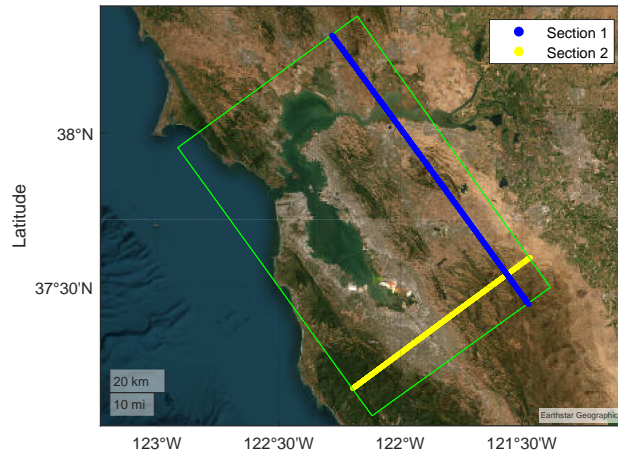 Section 1
Section 2
38°N
Latitude
37°30'N
20 km
10 mi
Earthstar Geographic
123°W
122°30'W
122°W
121°30'W